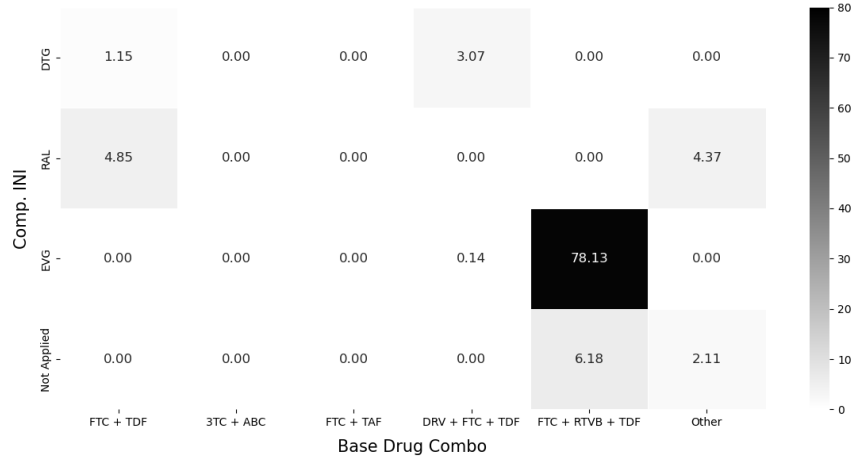 80
DTG
1.15 0.00 0.00 3.07 0.00 0.00
70
60
RAL
4.85 0.00 0.00 0.00 0.00 4.37
50
Comp. INI
40
EVG
0.00 0.00 0.00 0.14 78.13 0.00
30
20
Not Applied
0.00 0.00 0.00 0.00 6.18 2.11
10
0
FTC + TDF 3TC + ABC FTC + TAF DRV + FTC + TDF FTC + RTVB + TDF Other
Base Drug Combo